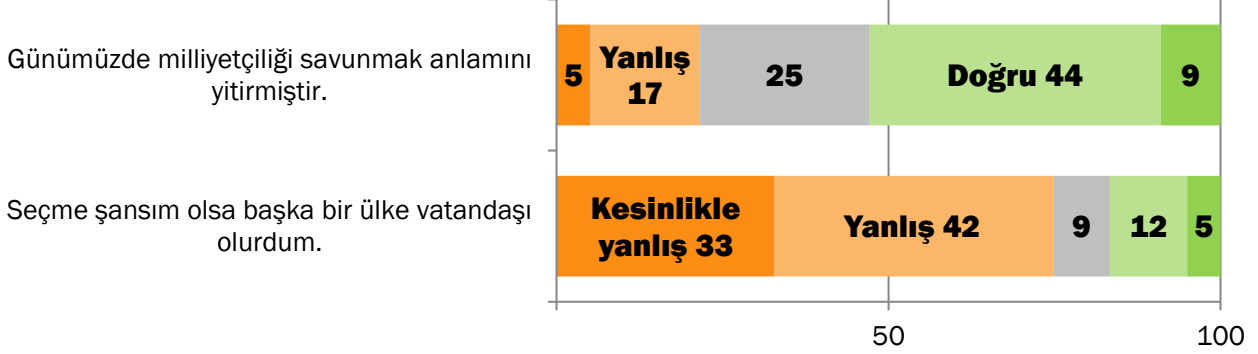 Günümüzde milliyetçiliği savunmak anlamını
yitirmiştir.
5
Yanlış
17
25
Doğru 44
9
Seçme şansım olsa başka bir ülke vatandaşı
olurdum.
Kesinlikle
yanlış 33
Yanlış 42
9
12
5
50
100